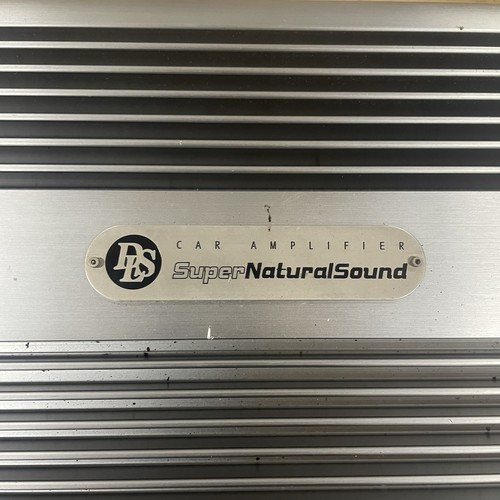 DLS
CAR AMPLIFIER
SuperNaturalSound